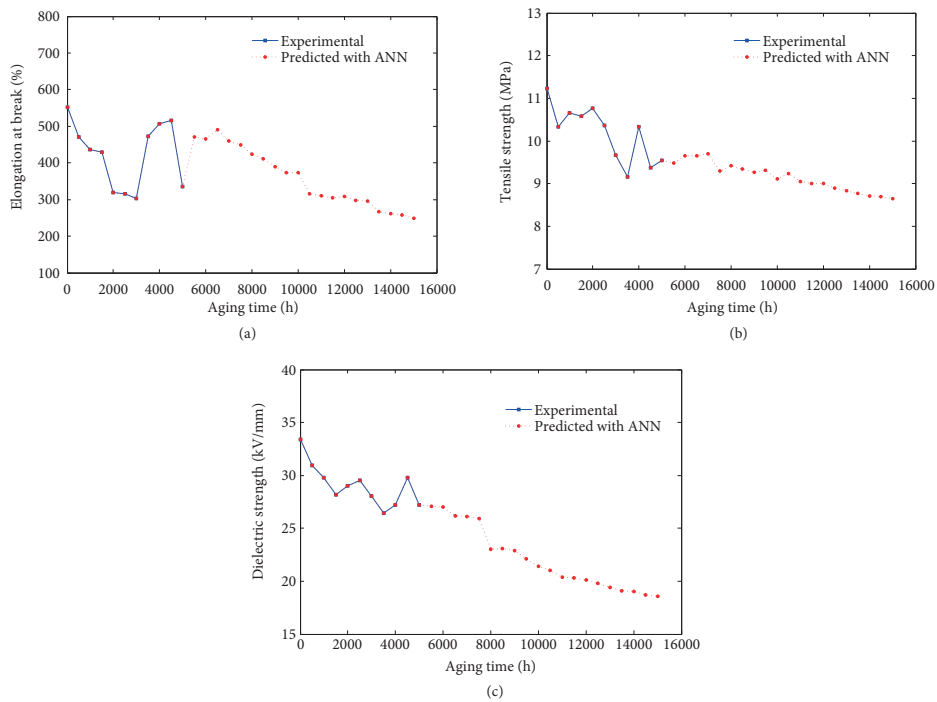 800
700
600
500
400
300
200
100
Elongation at break (%)
Experimental
Predicted with ANN
0 2000 4000 6000 8000 10000 12000 14000 16000
Aging time (h)
(a)
13
12
11
10
9
8
7
Tensile strength (MPa)
Experimental
Predicted with ANN
0 2000 4000 6000 8000 10000 12000 14000 16000
Aging time (h)
(b)
40
35
30
25
20
15
Dielectric strength (kV/mm)
Experimental
Predicted with ANN
0 2000 4000 6000 8000 10000 12000 14000 16000
Aging time (h)
(c)